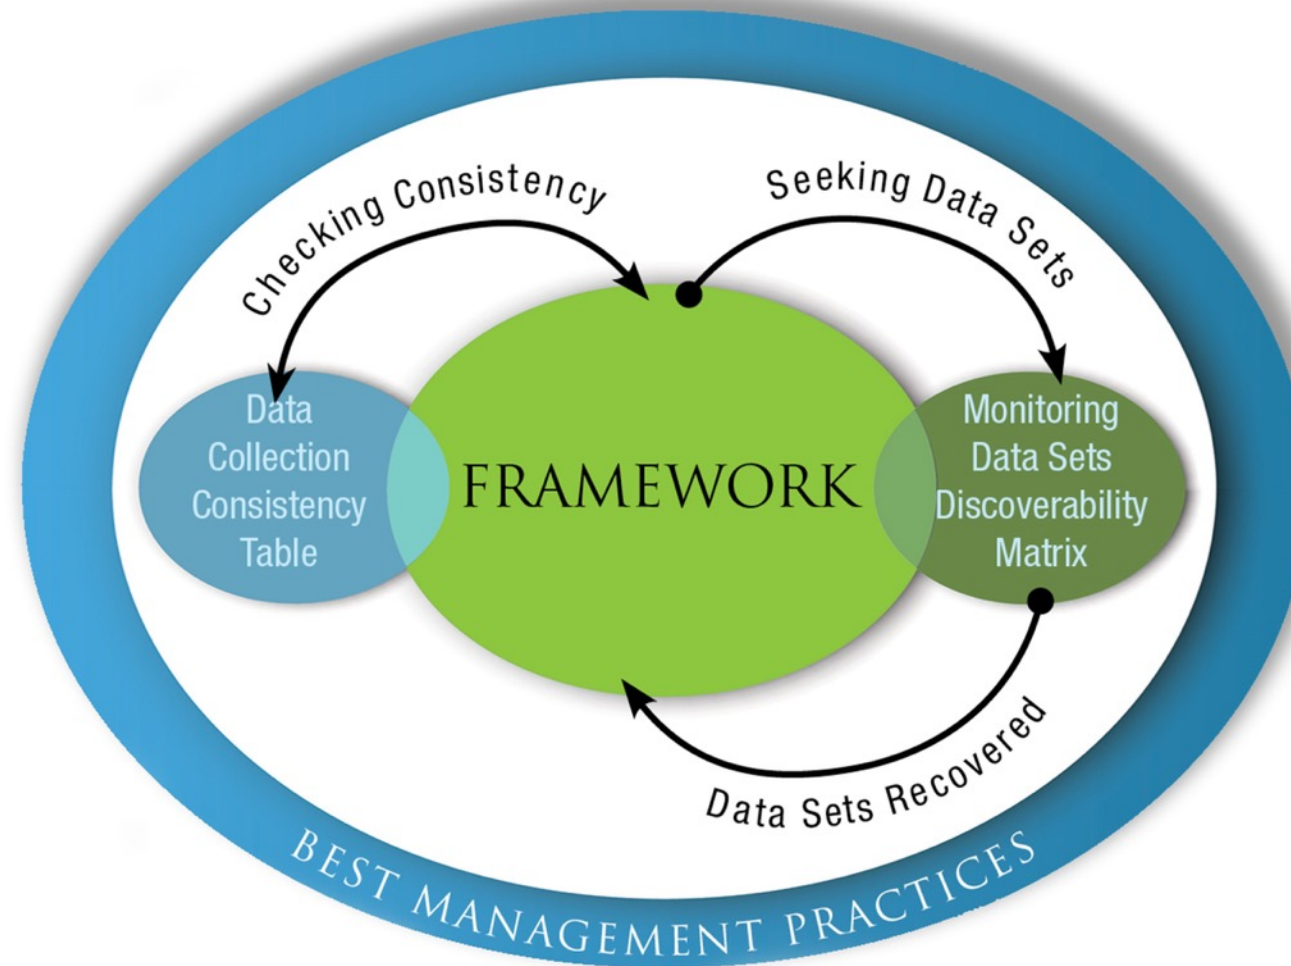 Checking Consistency
Seeking Data Sets
Data
Collection
Consistency
Table
FRAMEWORK
Monitoring
Data Sets
Discoverability
Matrix
Data Sets Recovered
BEST MANAGEMENT PRACTICES